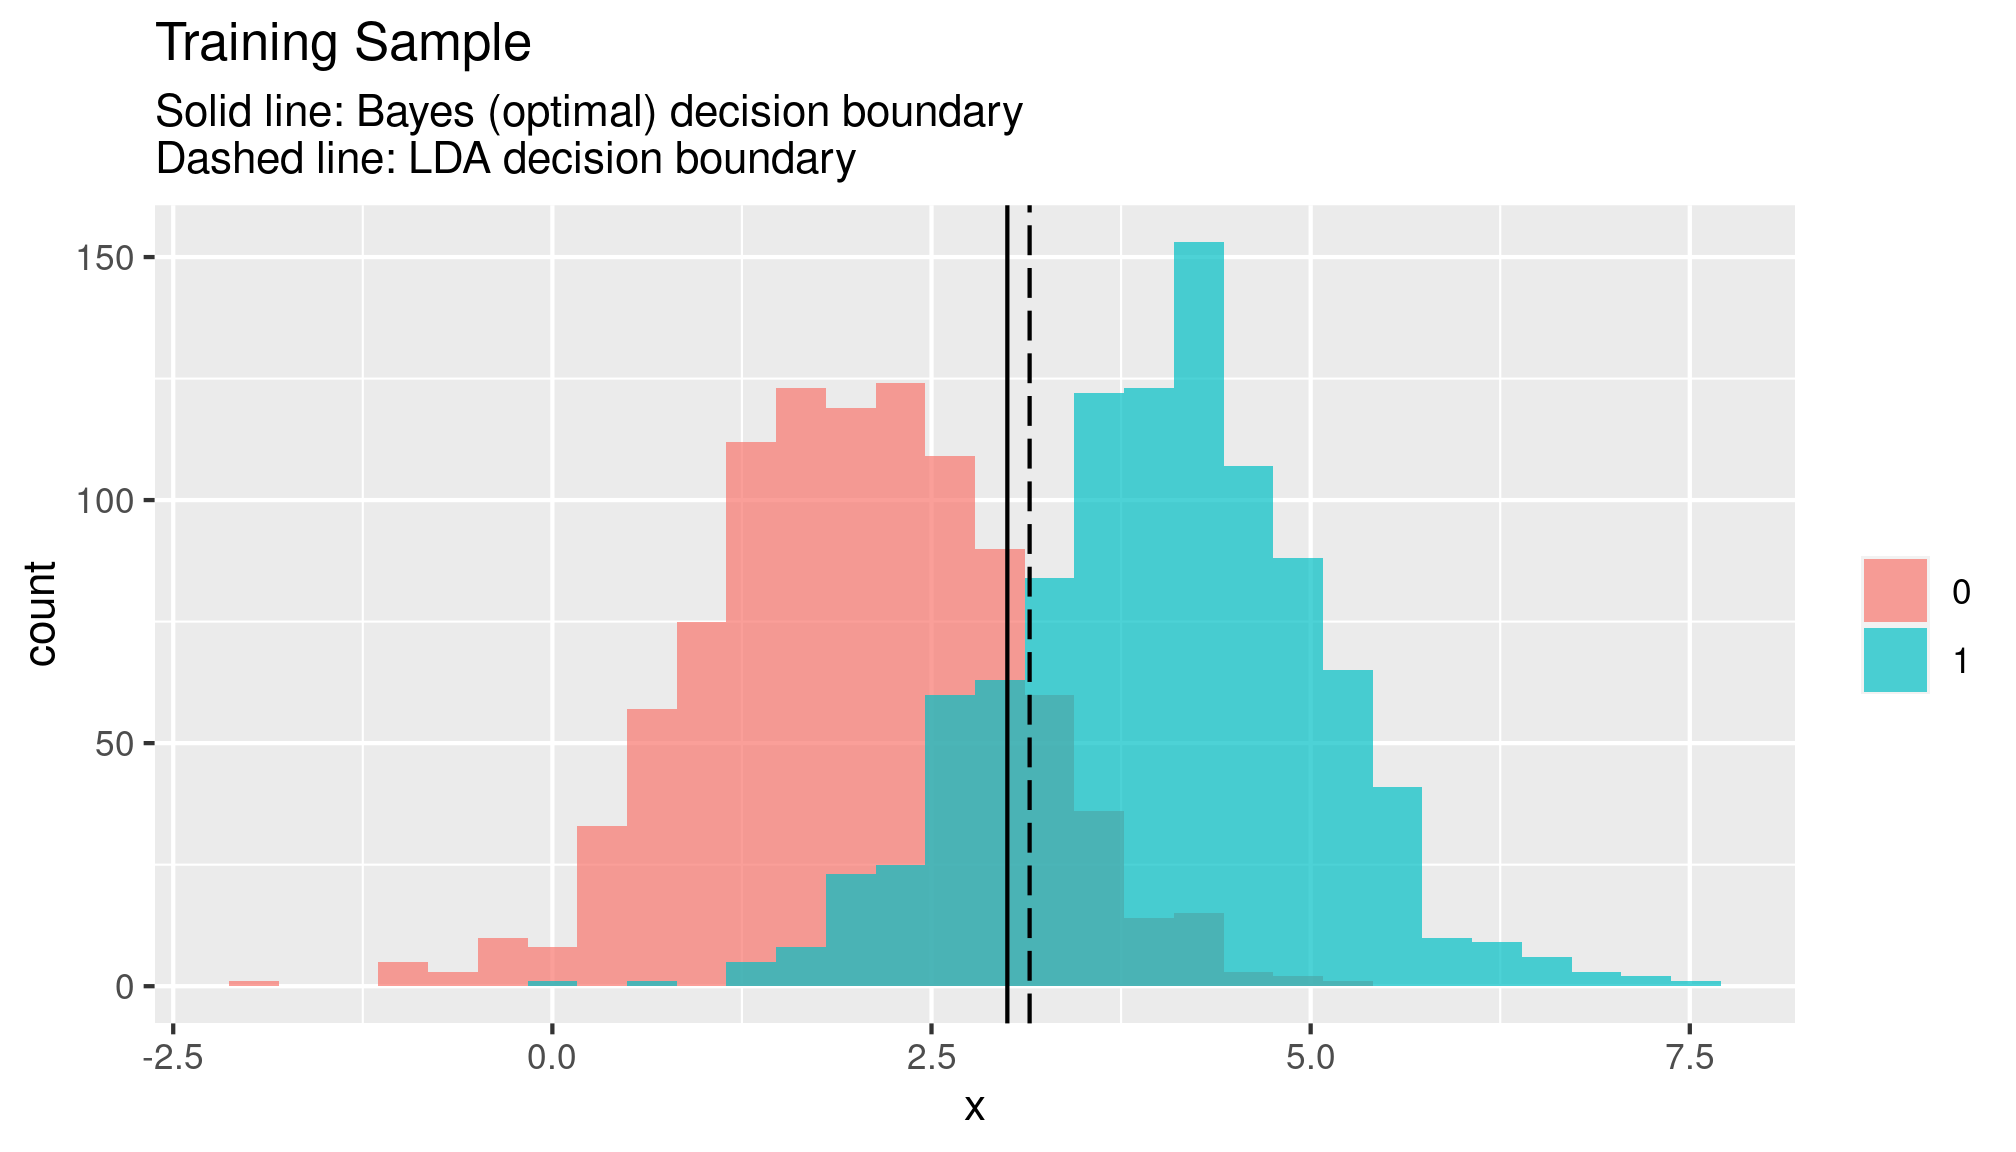 Training Sample
Solid line: Bayes (optimal) decision boundary
Dashed line: LDA decision boundary
150
100
50
0
count
-2.5 0.0 2.5 5.0 7.5
x
0
1